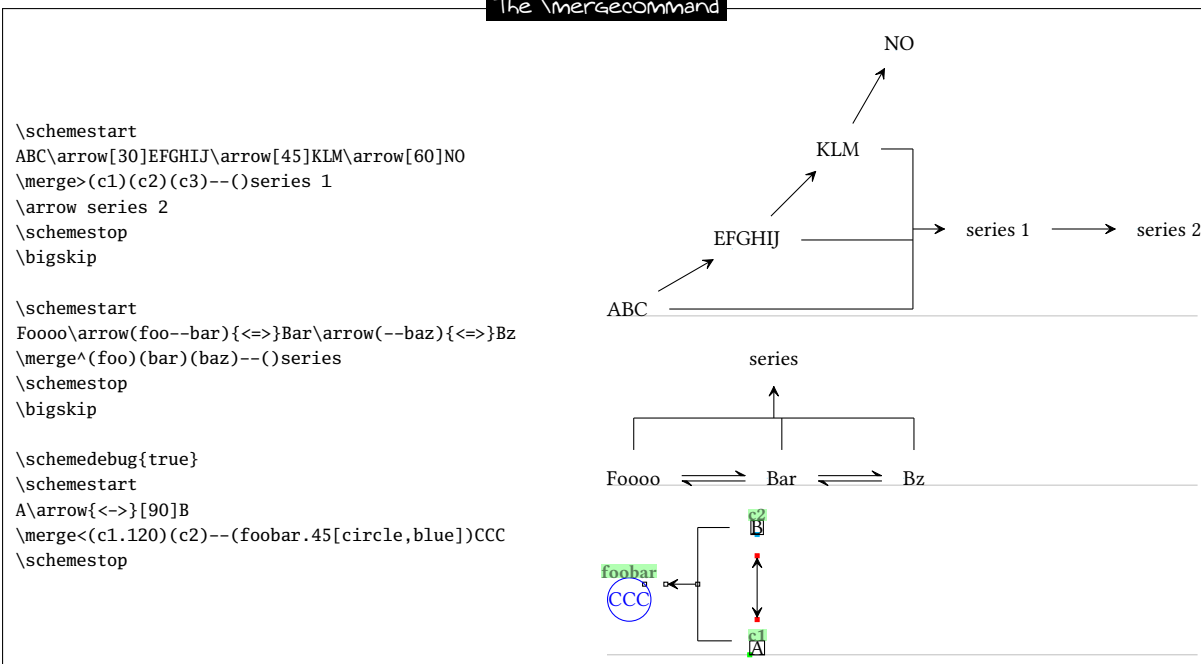 The \mergecommand
\schemestart
ABC\arrow[30]EFGHIJ\arrow[45]KLM\arrow[60]NO
\merge>(c1)(c2)(c3)--()series 1
\arrow series 2
\schemestop
\bigskip
\schemestart
Foooo\arrow(foo--bar){<=>}Bar\arrow(--baz){<=>}Bz
\merge^(foo)(bar)(baz)--()series
\schemestop
\bigskip
\schemedebug{true}
\schemestart
A\arrow{<->}[90]B
\merge<(c1.120)(c2)--(foobar.45[circle,blue])CCC
\schemestop
NO
KLM
EFGHIJ
series 1
series 2
ABC
series
Foooo
Bar
Bz
c2
B
foobar
CCC
c1
A